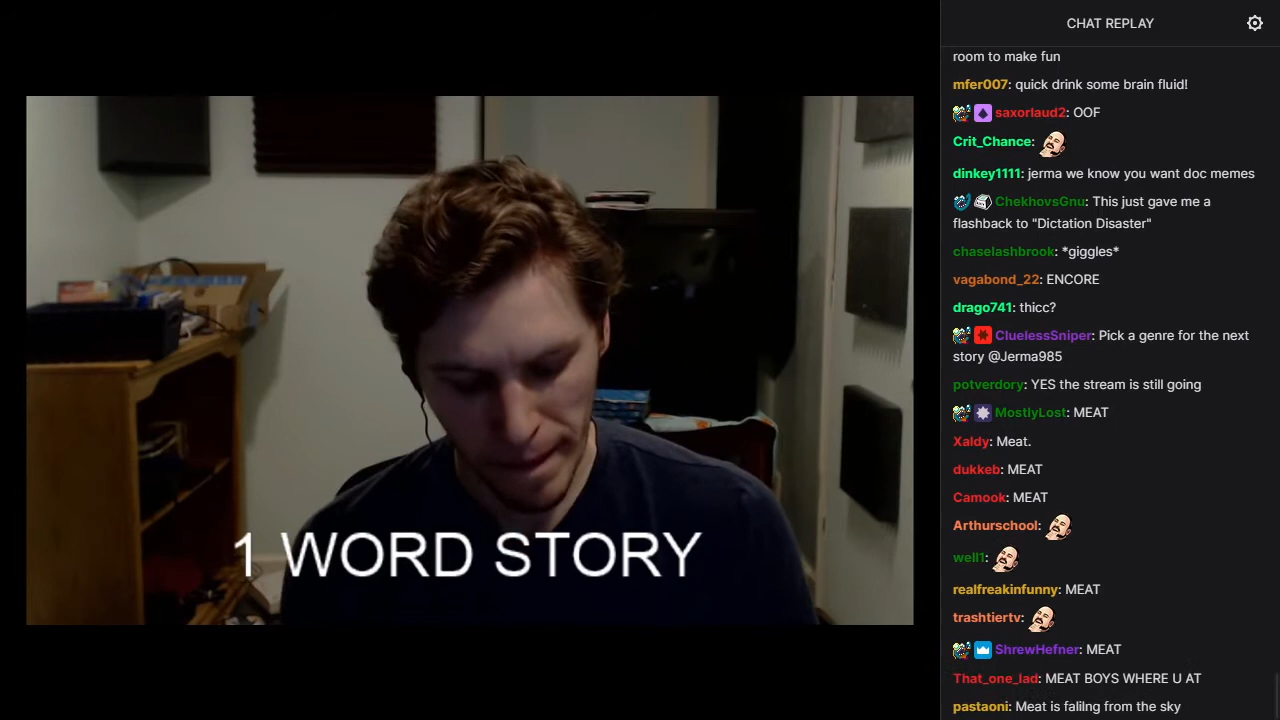 CHAT REPLAY
room to make fun
mfer007: quick drink some brain fluid!
saxorlaud2: OOF
Crit_Chance:
dinkey1111: jerma we know you want doc memes
ChekhovsGnu: This just gave me a
flashback to "Dictation Disaster"
chaselashbrook: *giggles*
vagabond_22: ENCORE
drago741: thicc?
CluelessSniper: Pick a genre for the next
story @Jerma985
potverdory: YES the stream is still going
MostlyLost: MEAT
Xaldy: Meat.
dukkeb: MEAT
Camook: MEAT
Arthurschool:
well1:
realfreakinfunny: MEAT
trashtiertv:
ShrewHefner: MEAT
That_one_lad: MEAT BOYS WHERE U AT
pastaoni: Meat is falilng from the sky
1 WORD STORY